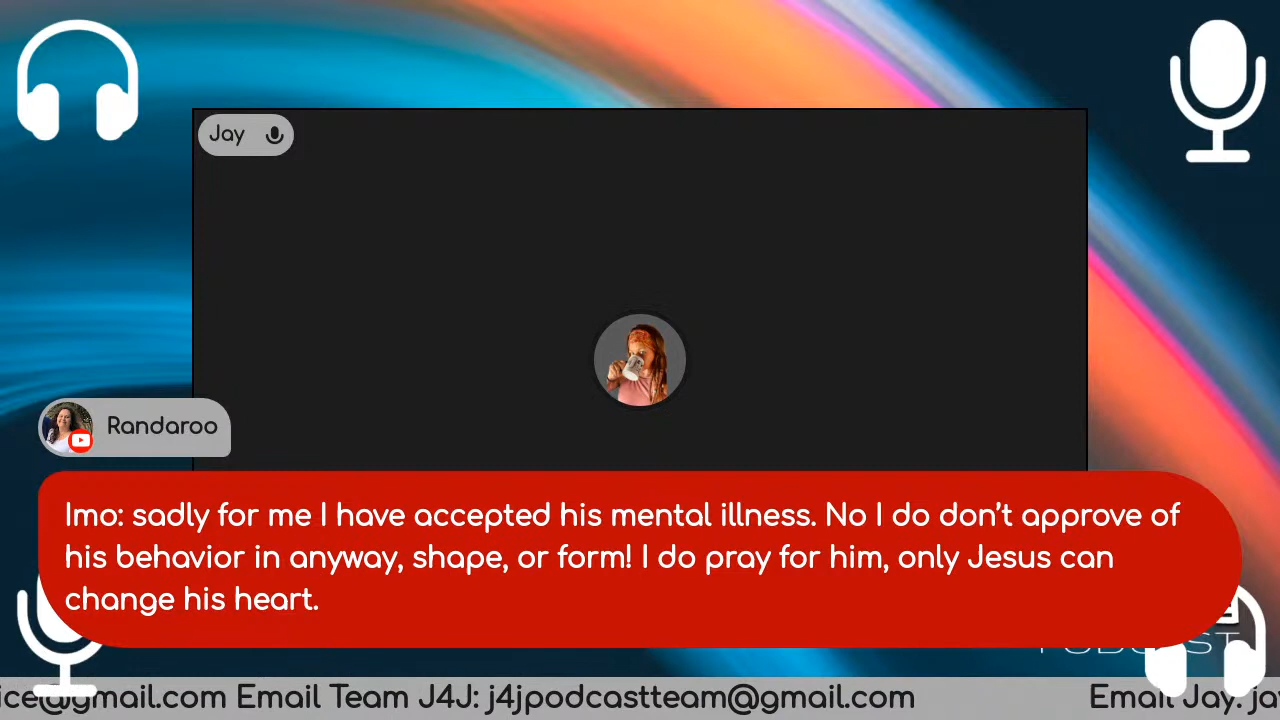 Jay
Randaroo
Imo: sadly for me I have accepted his mental illness. No I do don't approve of
his behavior in anyway, shape, or form! I do pray for him, only Jesus can
change his heart.
PODCAST
ice@gmail.com Email Team J4J: j4jpodcastteam@gmail.com Email Jay: ja